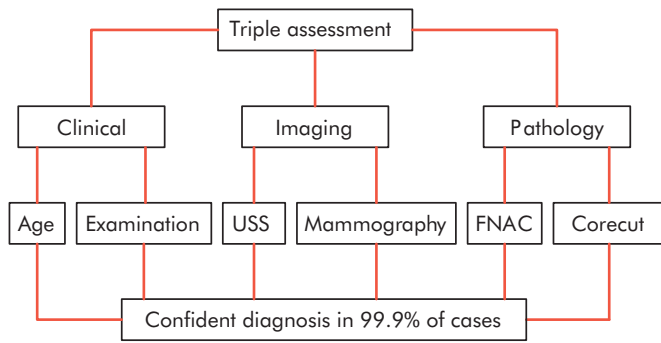 Triple assessment
Clinical
Imaging
Pathology
Age
Examination
USS
Mammography
FNAC
Corecut
Confident diagnosis in 99.9% of cases